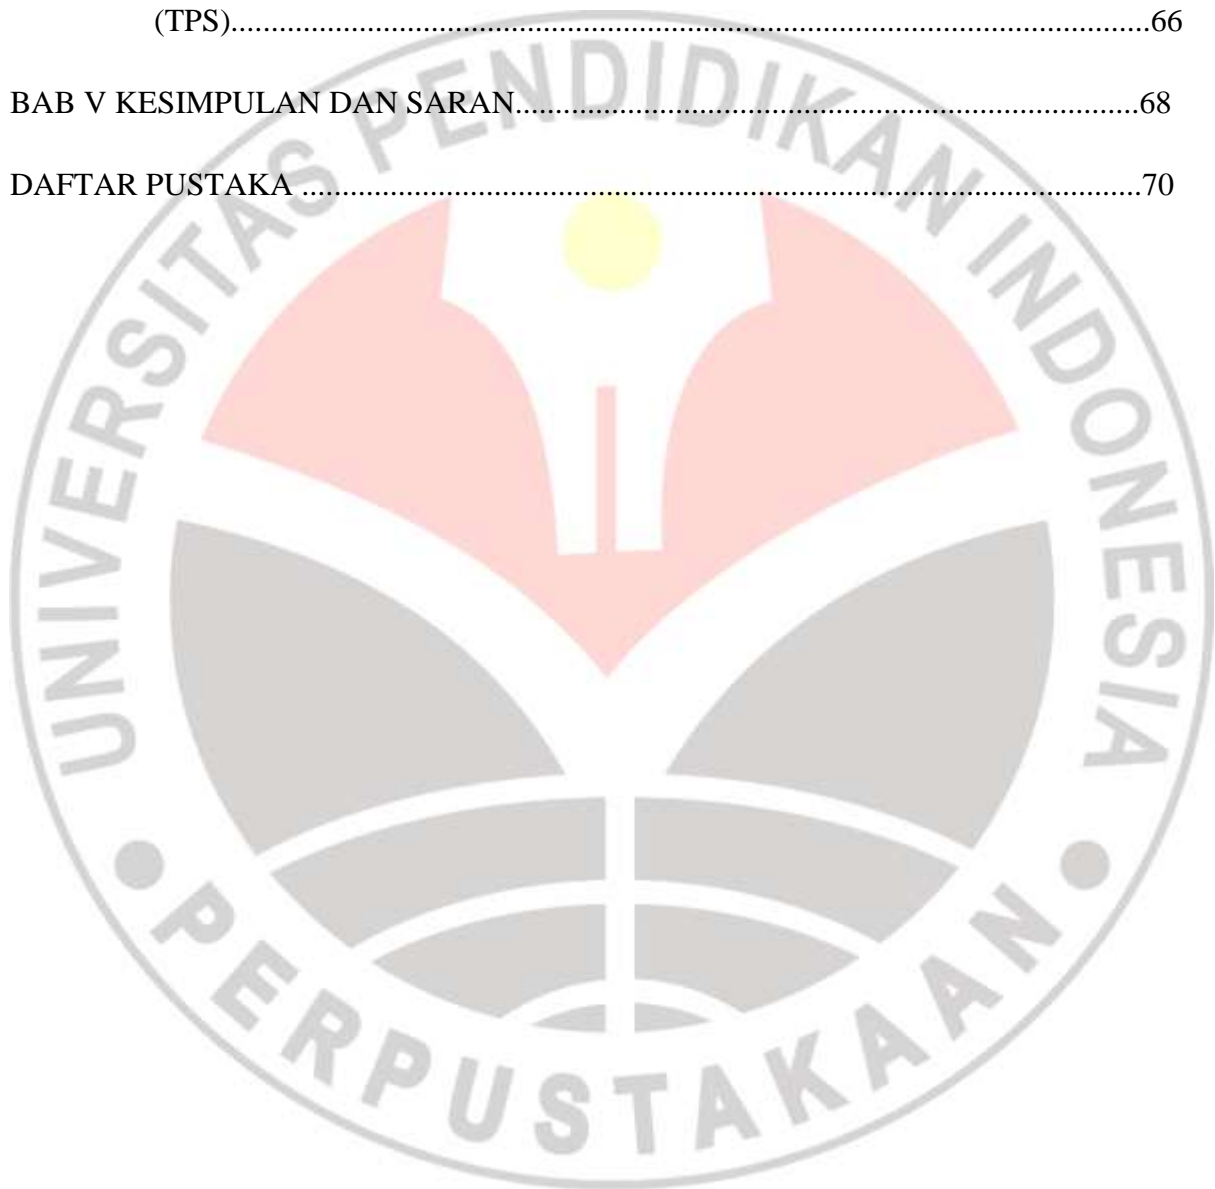 (TPS)..................................................................................................................66
BAB V KESIMPULAN DAN SARAN..............................................................................68
DAFTAR PUSTAKA .........................................................................................................70
UNIVERSITAS PENDIDIKAN INDONESIA
PERPUSTAKAAN